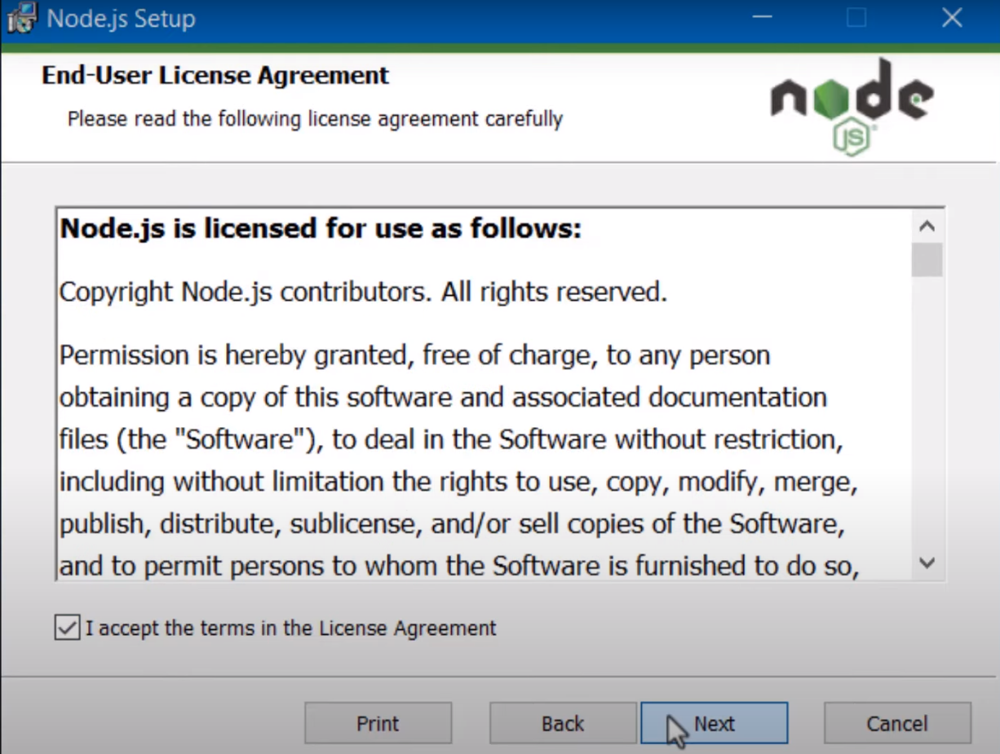 Node.js Setup
End-User License Agreement
Please read the following license agreement carefully
node
JS
Node.js is licensed for use as follows:
Copyright Node.js contributors. All rights reserved.
Permission is hereby granted, free of charge, to any person
obtaining a copy of this software and associated documentation
files (the "Software"), to deal in the Software without restriction,
including without limitation the rights to use, copy, modify, merge,
publish, distribute, sublicense, and/or sell copies of the Software,
and to permit persons to whom the Software is furnished to do so,
I accept the terms in the License Agreement
Print Back Next Cancel